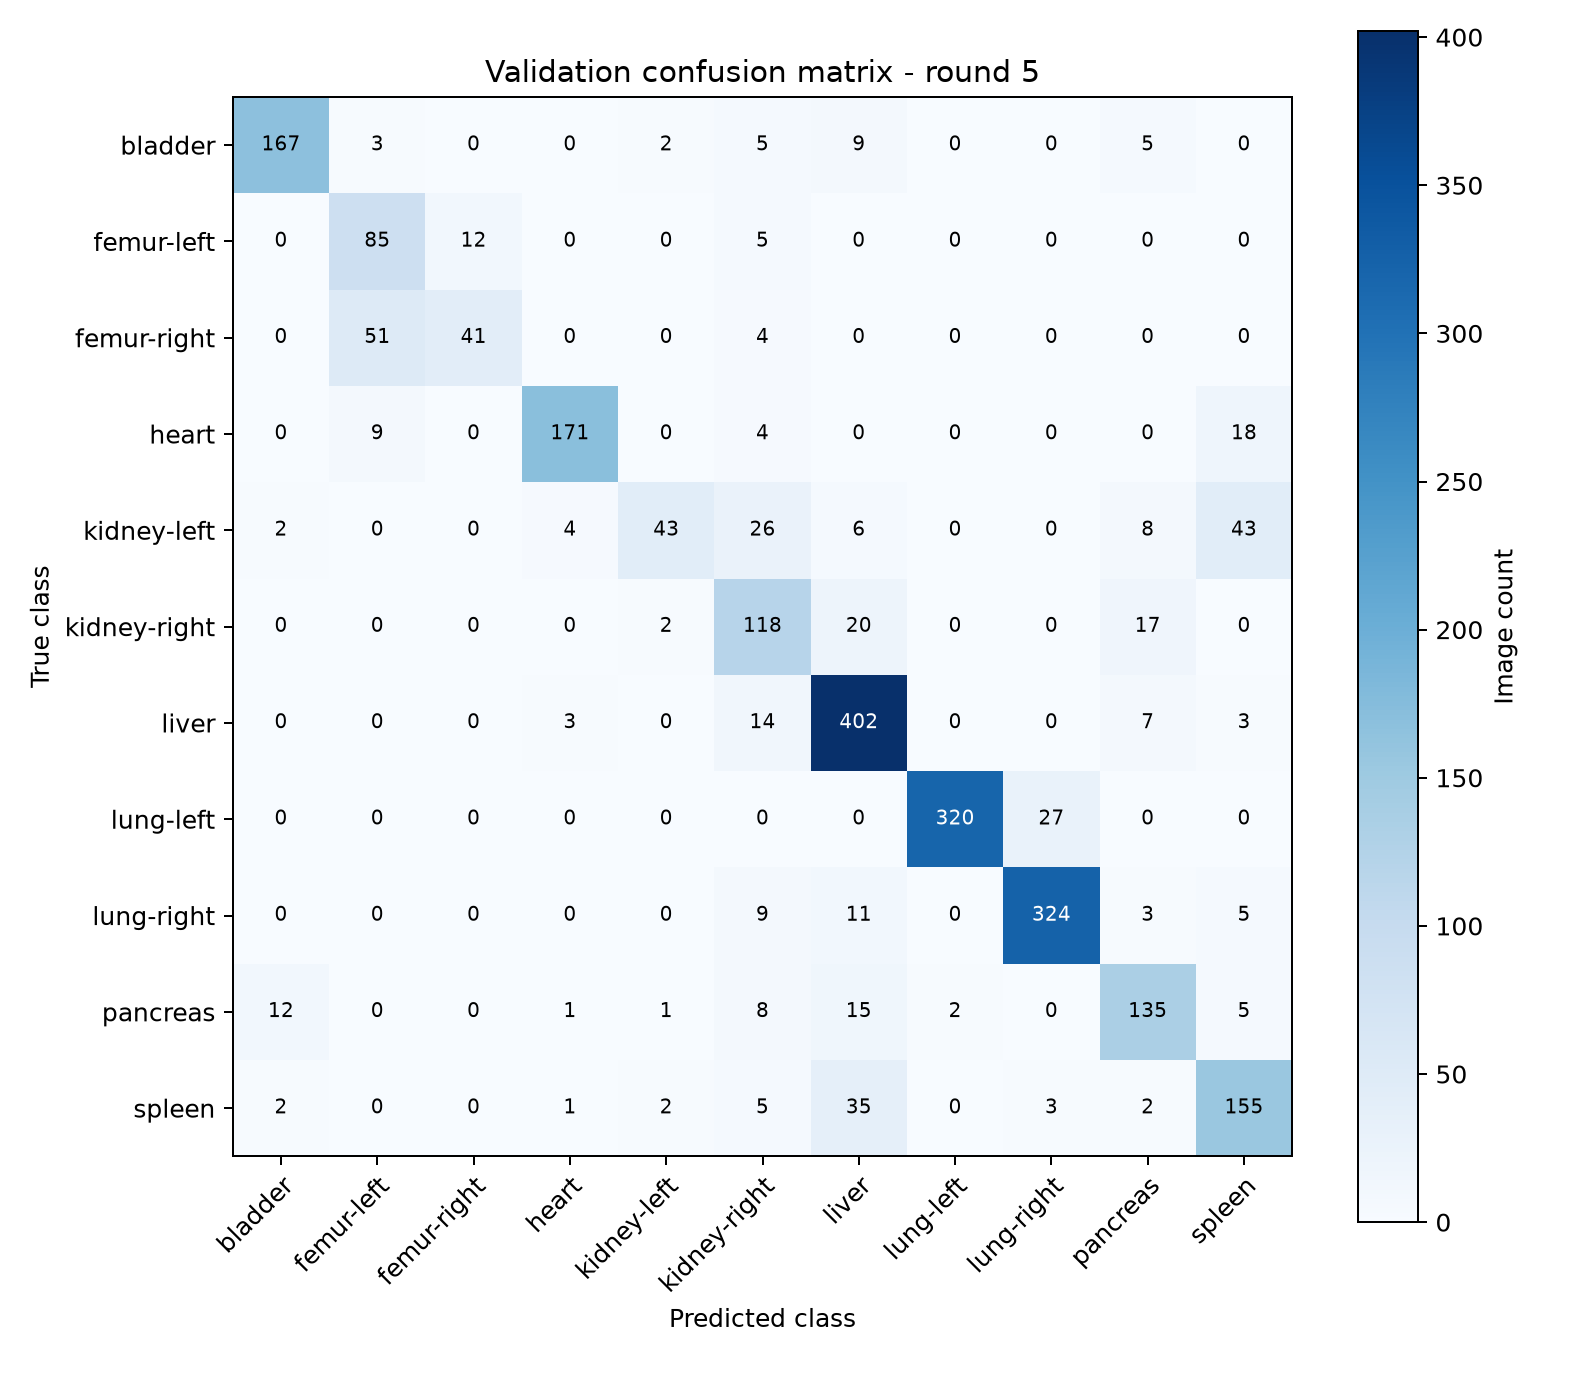 Validation confusion matrix - round 5
True class
bladder 167 3 0 0 2 5 9 0 0 5 0
femur-left 0 85 12 0 0 5 0 0 0 0 0
femur-right 0 51 41 0 0 4 0 0 0 0 0
heart 0 9 0 171 0 4 0 0 0 0 18
kidney-left 2 0 0 4 43 26 6 0 0 8 43
kidney-right 0 0 0 0 2 118 20 0 0 17 0
liver 0 0 0 3 0 14 402 0 0 7 3
lung-left 0 0 0 0 0 0 0 320 27 0 0
lung-right 0 0 0 0 0 9 11 0 324 3 5
pancreas 12 0 0 1 1 8 15 2 0 135 5
spleen 2 0 0 1 2 5 35 0 3 2 155
bladder femur-left femur-right heart kidney-left kidney-right liver lung-left lung-right pancreas spleen
Predicted class
400
350
300
250
200
150
100
50
0
Image count